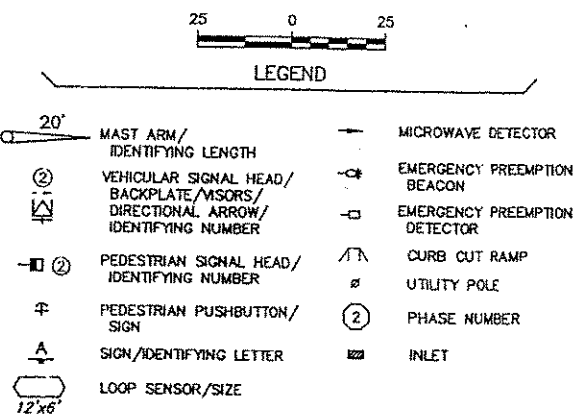 25 0 25
LEGEND
20'
MAST ARM/
IDENTIFYING LENGTH
2
VEHICULAR SIGNAL HEAD/
BACKPLATE/VISORS/
DIRECTIONAL ARROW/
IDENTIFYING NUMBER
2
PEDESTRIAN SIGNAL HEAD/
IDENTIFYING NUMBER
PEDESTRIAN PUSHBUTTON/
SIGN
A
SIGN/IDENTIFYING LETTER
12'x6'
LOOP SENSOR/SIZE
MICROWAVE DETECTOR
EMERGENCY PREEMPTION
BEACON
EMERGENCY PREEMPTION
DETECTOR
CURB CUT RAMP
UTILITY POLE
2
PHASE NUMBER
INLET